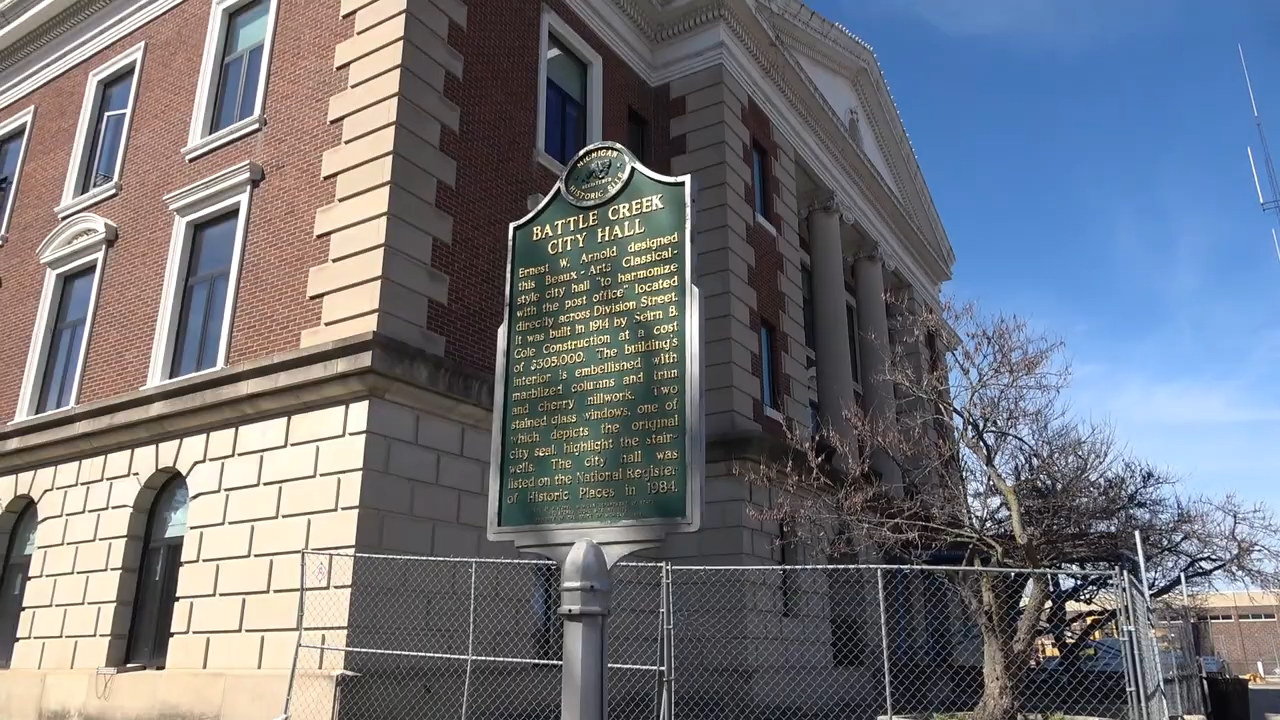 MICHIGAN
REGISTERED
HISTORIC SITE
BATTLE CREEK
CITY HALL
Ernest W. Arnold designed
this Beaux-Arts Classical-
style city hall "to harmonize
with the post office" located
directly across Division Street.
It was built in 1914 by Seirn B.
Cole Construction at a cost
of $305,000. The building's
interior is embellished with
marblized columns and trim
and cherry millwork. Two
stained glass windows, one of
which depicts the original
city seal, highlight the stair-
wells. The city hall was
listed on the National Register
of Historic Places in 1984.